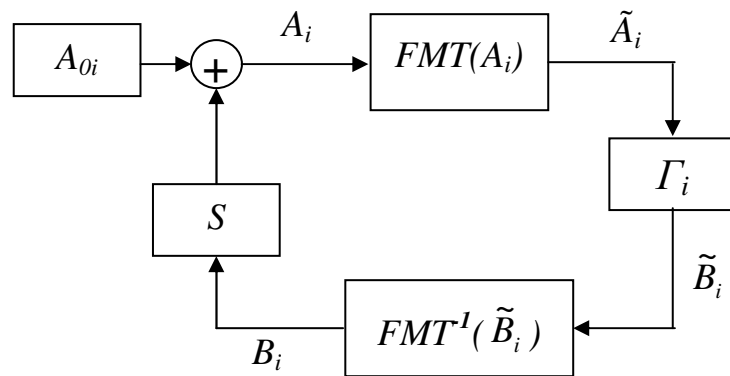 A₀ᵢ
+
Aᵢ
FMT(Aᵢ)
Ãᵢ
Γᵢ
B̃ᵢ
FMT⁻¹(B̃ᵢ)
Bᵢ
S